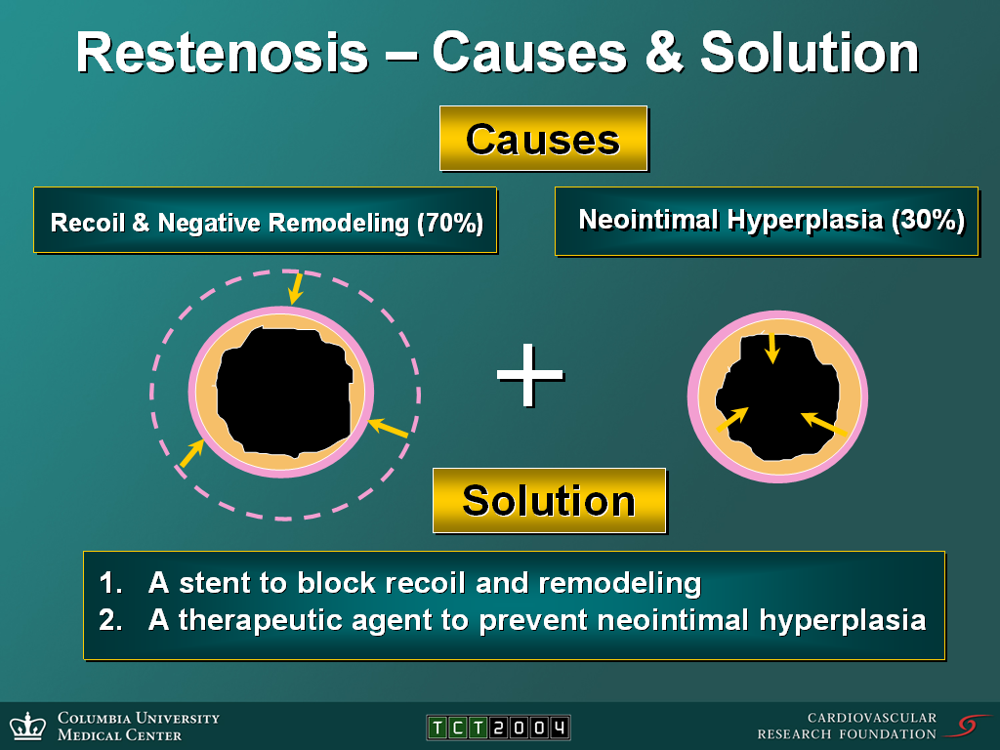 Restenosis – Causes & Solution
Causes
Recoil & Negative Remodeling (70%)
Neointimal Hyperplasia (30%)
+
Solution
1. A stent to block recoil and remodeling
2. A therapeutic agent to prevent neointimal hyperplasia
COLUMBIA UNIVERSITY
MEDICAL CENTER
TCT2004
CARDIOVASCULAR
RESEARCH FOUNDATION